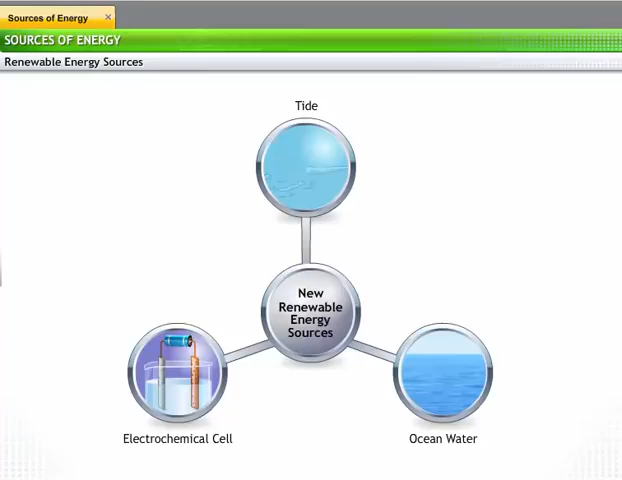 Sources of Energy
SOURCES OF ENERGY
Renewable Energy Sources
Tide
New
Renewable
Energy
Sources
Electrochemical Cell
Ocean Water